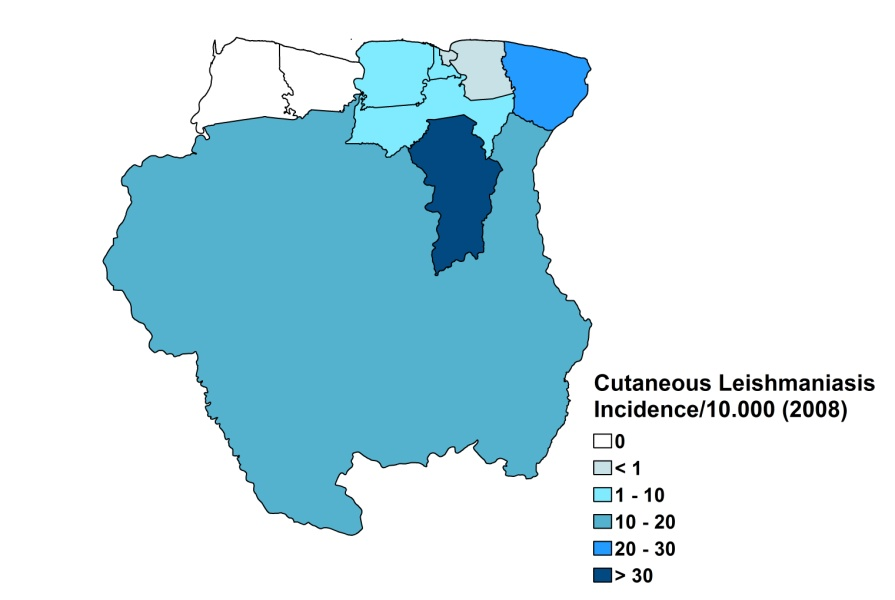 Cutaneous Leishmaniasis
Incidence/10.000 (2008)
0
< 1
1 - 10
10 - 20
20 - 30
> 30